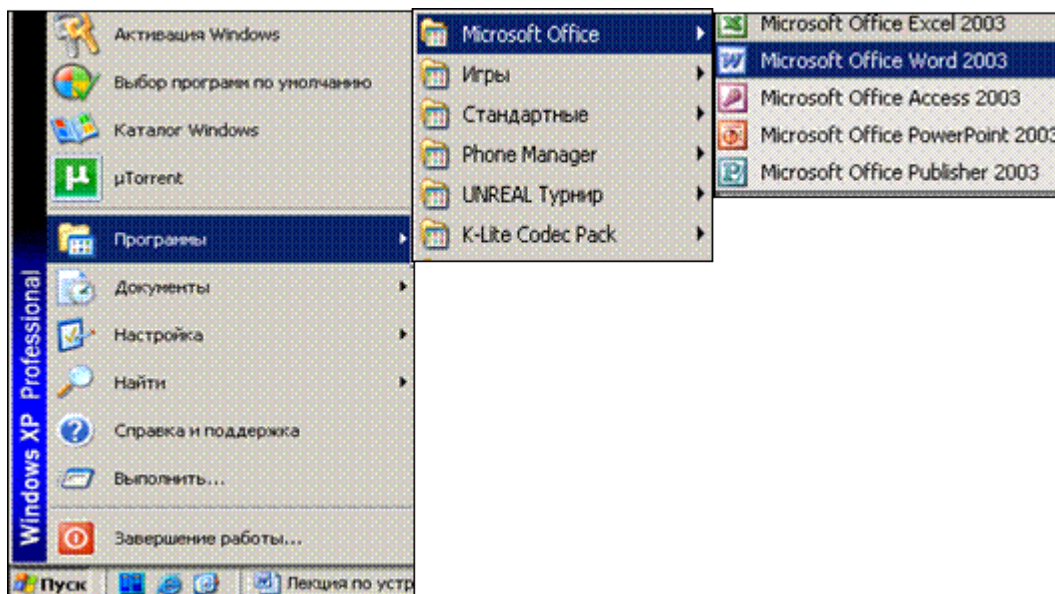 Активация Windows
Выбор программ по умолчанию
Каталог Windows
µTorrent
Программы
Документы
Настройка
Найти
Справка и поддержка
Выполнить...
Завершение работы...
Windows XP Professional
Пуск
Лекция по устр
Microsoft Office
Игры
Стандартные
Phone Manager
UNREAL Турнир
K-Lite Codec Pack
Microsoft Office Excel 2003
Microsoft Office Word 2003
Microsoft Office Access 2003
Microsoft Office PowerPoint 2003
Microsoft Office Publisher 2003